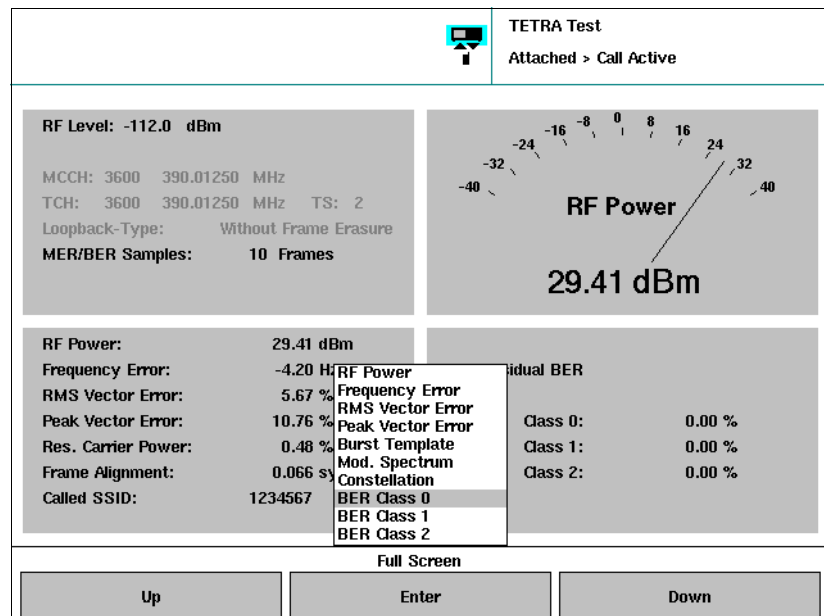 TETRA Test
Attached > Call Active
RF Level: -112.0 dBm
MCCH: 3600 390.01250 MHz
TCH: 3600 390.01250 MHz TS: 2
Loopback-Type: Without Frame Erasure
MER/BER Samples: 10 Frames
-40 -32 -24 -16 -8 0 8 16 24 32 40
RF Power
29.41 dBm
RF Power: 29.41 dBm
Frequency Error: -4.20 Hz
RMS Vector Error: 5.67 %
Peak Vector Error: 10.76 %
Res. Carrier Power: 0.48 %
Frame Alignment: 0.066 sy
Called SSID: 1234567
RF Power
Frequency Error
RMS Vector Error
Peak Vector Error
Burst Template
Mod. Spectrum
Constellation
BER Class 0
BER Class 1
BER Class 2
idual BER
Class 0: 0.00 %
Class 1: 0.00 %
Class 2: 0.00 %
Full Screen
Up
Enter
Down